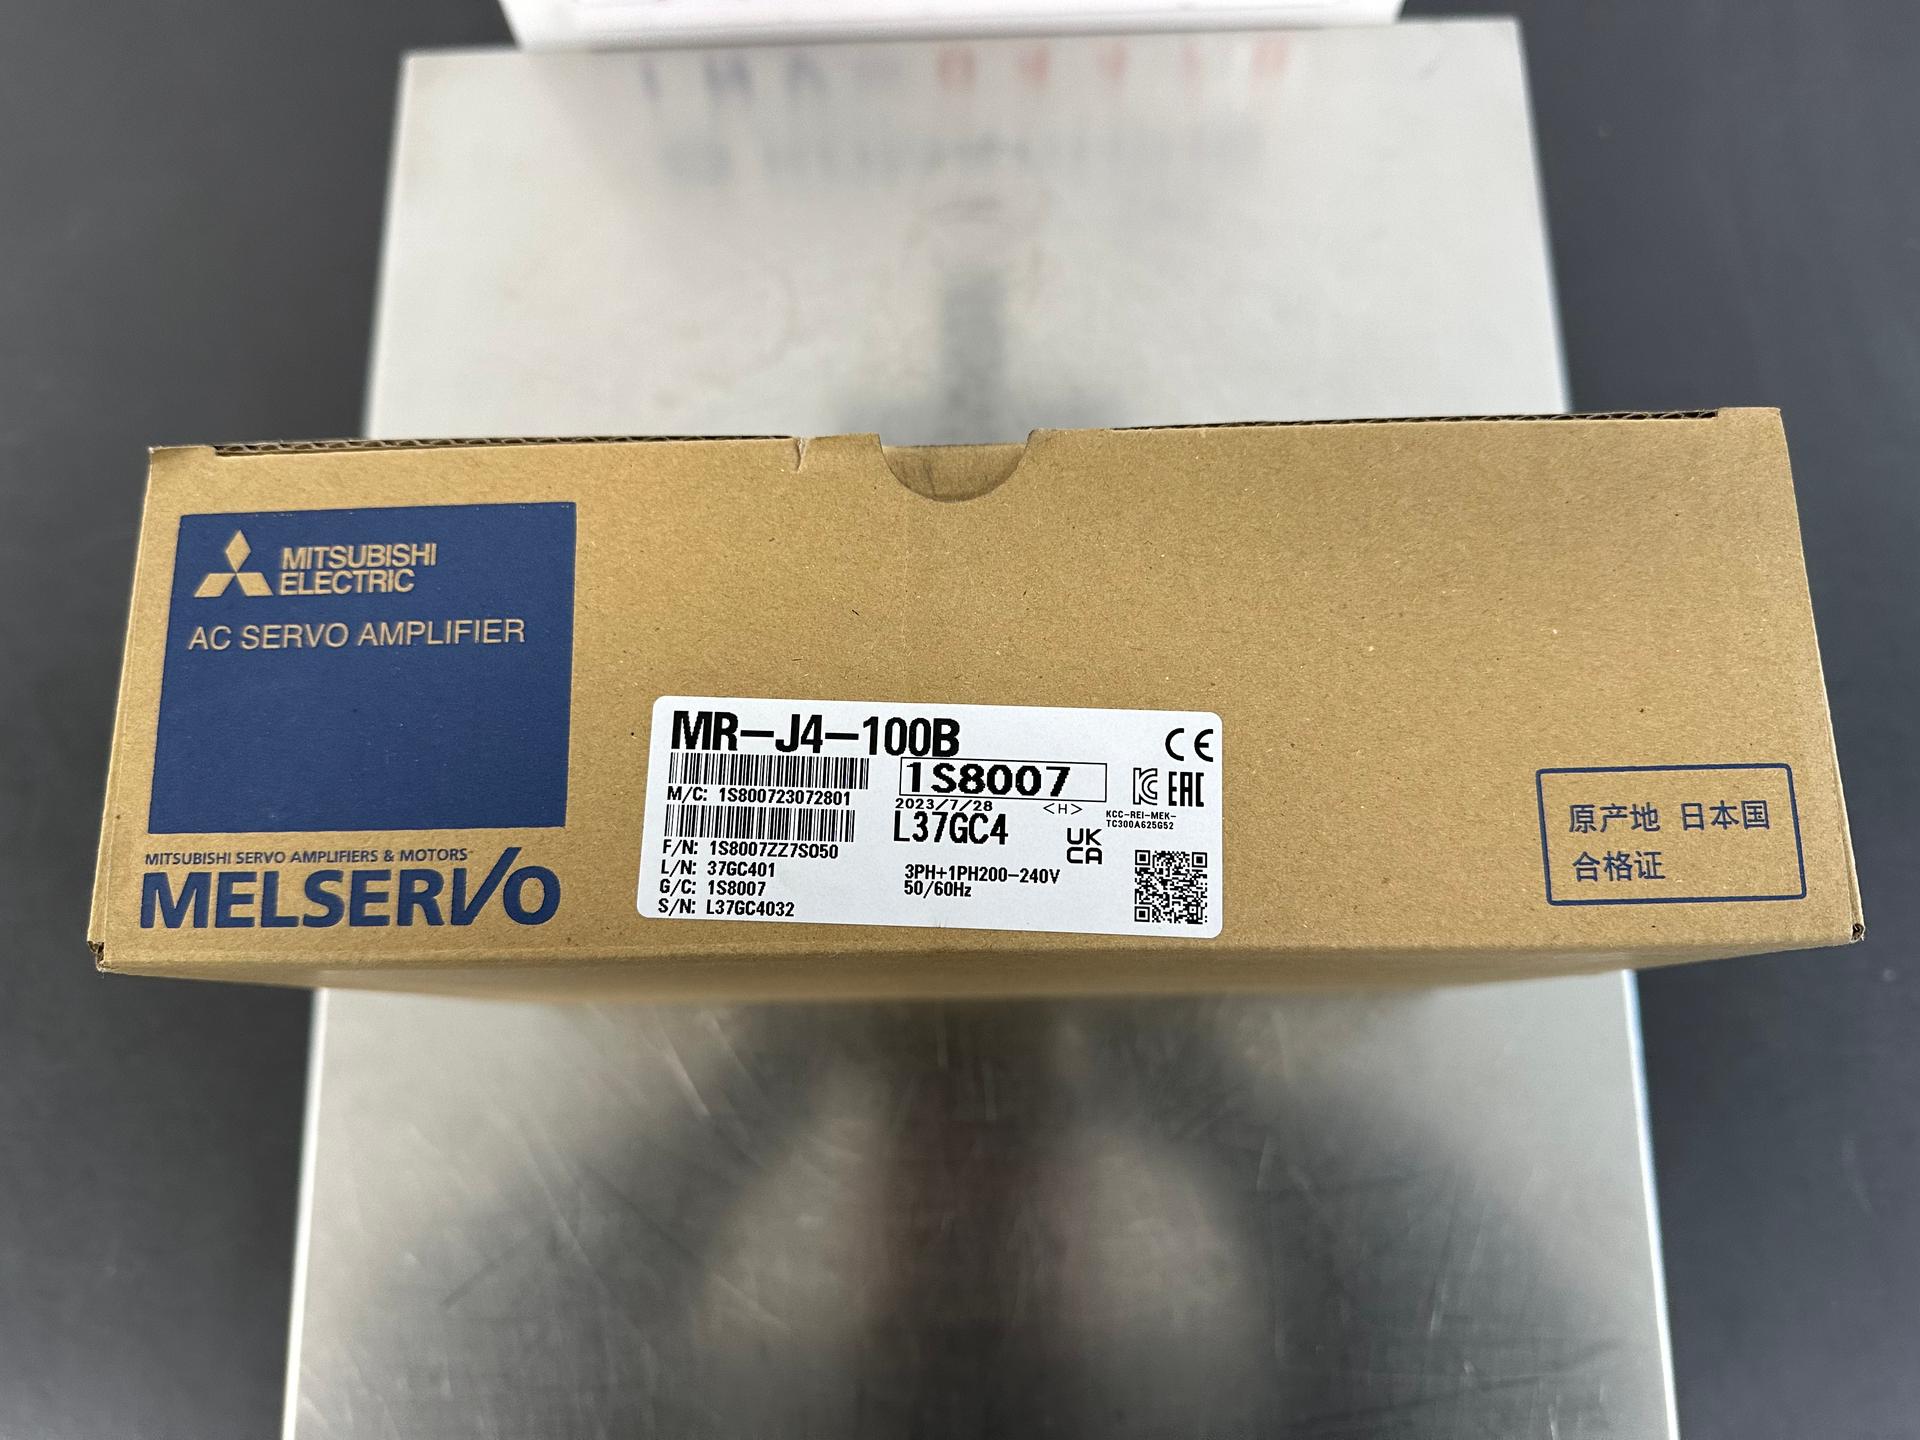 MITSUBISHI
ELECTRIC
AC SERVO AMPLIFIER
MITSUBISHI SERVO AMPLIFIERS & MOTORS
MELSERVO
MR-J4-100B
CE
1S8007
M/C: 1S800723072801
2023/7/28 <H>
KCC-REI-MEK-
TC300A625G52
EAC
L37GC4
UK
CA
F/N: 1S8007ZZ7S050
L/N: 37GC401
G/C: 1S8007
S/N: L37GC4032
3PH+1PH200-240V
50/60Hz
原产地 日本国
合格证